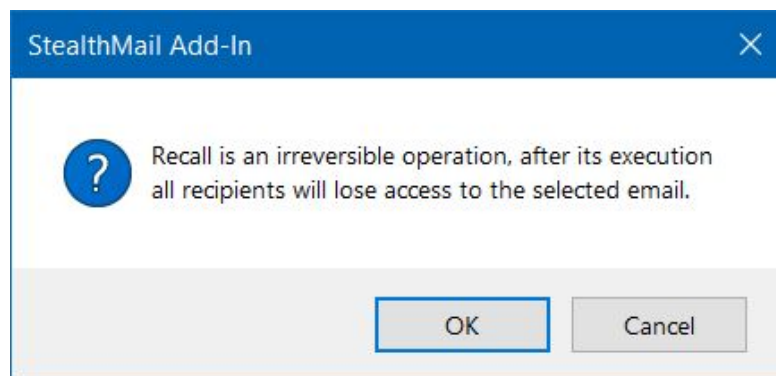 StealthMail Add-In
?
Recall is an irreversible operation, after its execution
all recipients will lose access to the selected email.
OK
Cancel